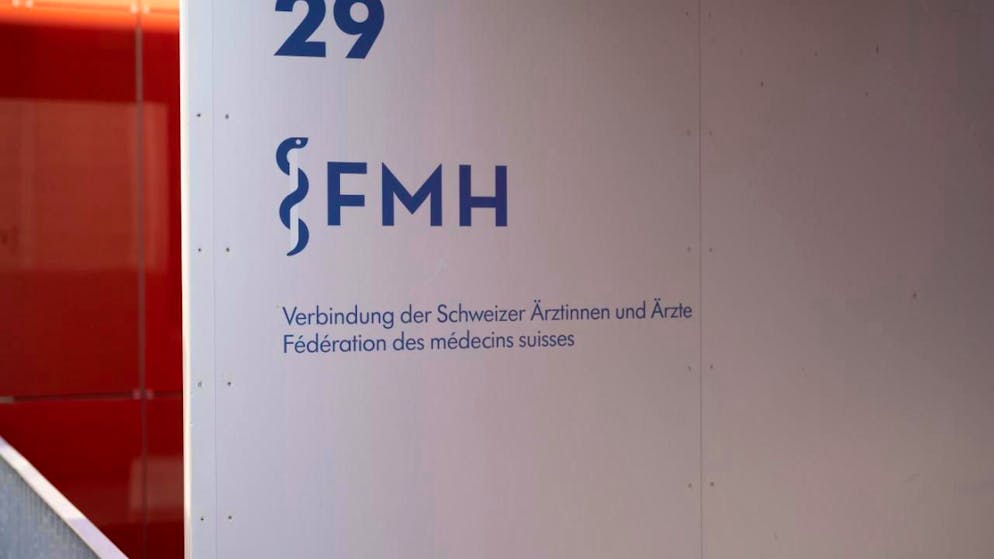 29
FMH
Verbindung der Schweizer Ärztinnen und Ärzte
Fédération des médecins suisses